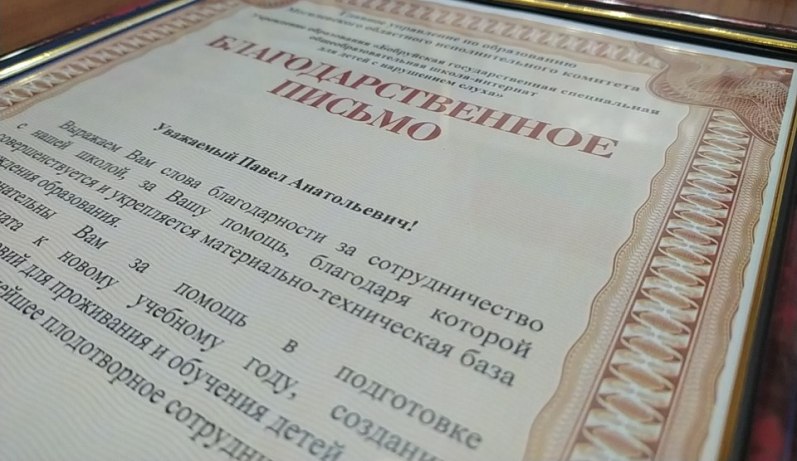 Главное управление по образованию
Могилевского областного исполнительного комитета
Учреждение образования «Бобруйская государственная специальная
общеобразовательная школа-интернат
для детей с нарушением слуха»
БЛАГОДАРСТВЕННОЕ
ПИСЬМО
Уважаемый Павел Анатольевич!
Выражаем Вам слова благодарности за сотрудничество
с нашей школой, за Вашу помощь, благодаря которой
совершенствуется и укрепляется материально-техническая база
образования.
Вам за помощь в подготовке
к новому учебному году,
для проживания и обучения детей
плодотворное